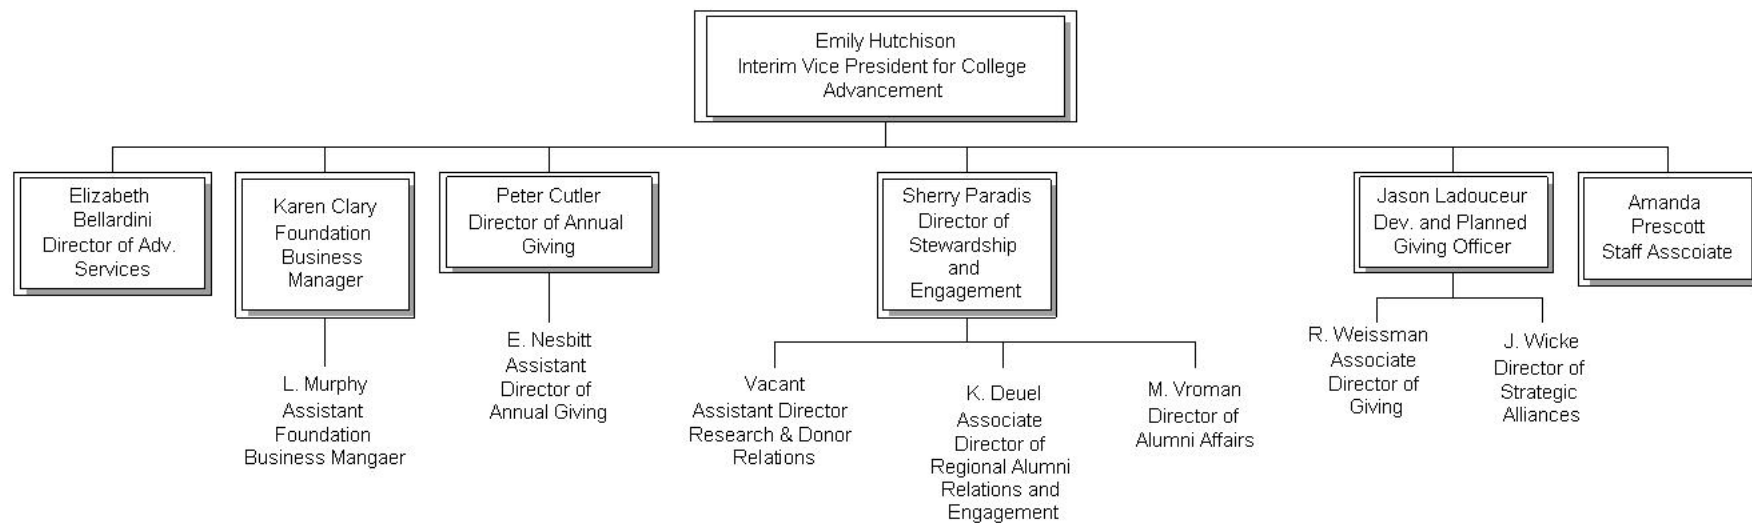 Emily Hutchison
Interim Vice President for College
Advancement
Elizabeth
Bellardini
Director of Adv.
Services
Karen Clary
Foundation
Business
Manager
Peter Cutler
Director of Annual
Giving
Sherry Paradis
Director of
Stewardship
and
Engagement
Jason Ladouceur
Dev. and Planned
Giving Officer
Amanda
Prescott
Staff Asscoiate
L. Murphy
Assistant
Foundation
Business Mangaer
E. Nesbitt
Assistant
Director of
Annual Giving
Vacant
Assistant Director
Research & Donor
Relations
K. Deuel
Associate
Director of
Regional Alumni
Relations and
Engagement
M. Vroman
Director of
Alumni Affairs
R. Weissman
Associate
Director of
Giving
J. Wicke
Director of
Strategic
Alliances